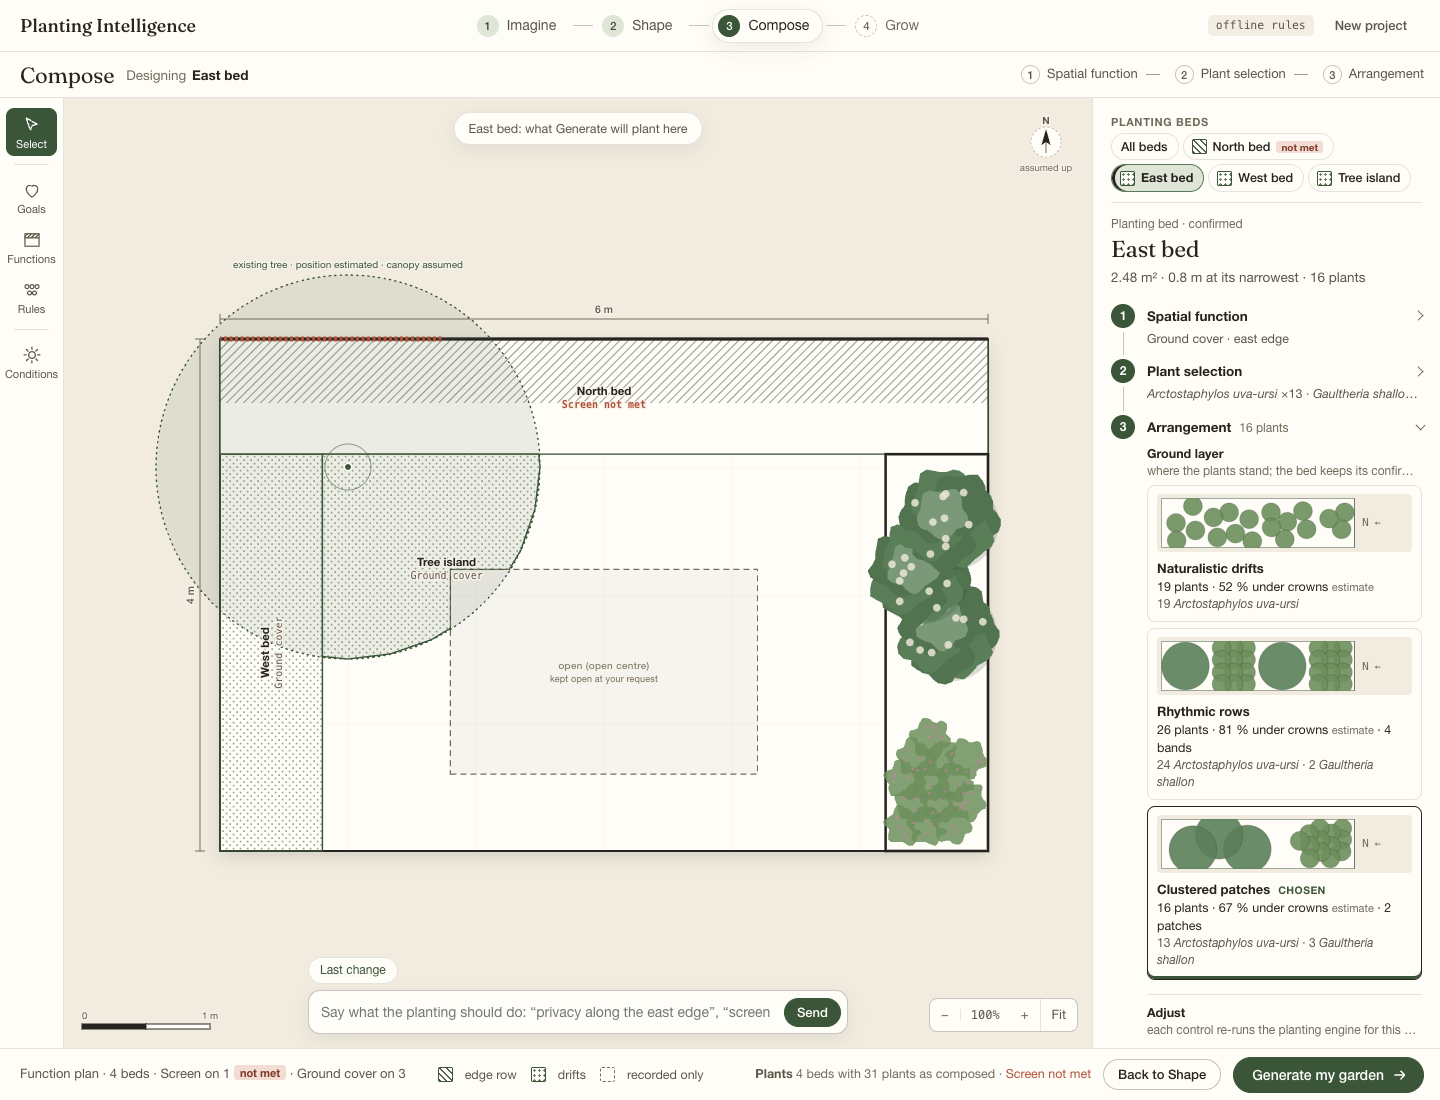 Planting Intelligence
1 Imagine
2 Shape
3 Compose
4 Grow
offline rules
New project
Compose
Designing East bed
1 Spatial function
2 Plant selection
3 Arrangement
Select
Goals
Functions
Rules
Conditions
East bed: what Generate will plant here
N
assumed up
existing tree · position estimated · canopy assumed
6 m
North bed
Screen not met
Tree island
Ground cover
4 m
West bed
Ground cover
open (open centre)
kept open at your request
Last change
Say what the planting should do: “privacy along the east edge”, “screen
Send
0
1 m
−
100%
+
Fit
PLANTING BEDS
All beds
North bed not met
East bed
West bed
Tree island
Planting bed · confirmed
East bed
2.48 m² · 0.8 m at its narrowest · 16 plants
1 Spatial function
Ground cover · east edge
2 Plant selection
Arctostaphylos uva-ursi ×13 · Gaultheria shallo…
3 Arrangement 16 plants
Ground layer
where the plants stand; the bed keeps its confir…
N ←
Naturalistic drifts
19 plants · 52 % under crowns estimate
19 Arctostaphylos uva-ursi
N ←
Rhythmic rows
26 plants · 81 % under crowns estimate · 4
bands
24 Arctostaphylos uva-ursi · 2 Gaultheria
shallon
N ←
Clustered patches CHOSEN
16 plants · 67 % under crowns estimate · 2
patches
13 Arctostaphylos uva-ursi · 3 Gaultheria
shallon
Adjust
each control re-runs the planting engine for this …
Function plan · 4 beds · Screen on 1 not met · Ground cover on 3
edge row
drifts
recorded only
Plants 4 beds with 31 plants as composed · Screen not met
Back to Shape
Generate my garden →